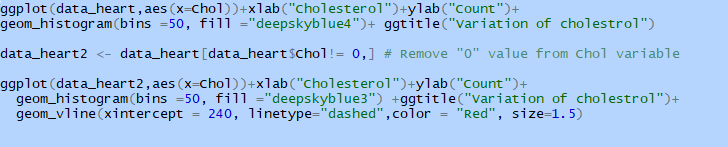 ggplot(data_heart,aes(x=Chol))+xlab("Cholesterol")+ylab("Count")+
geom_histogram(bins =50, fill ="deepskyblue4")+ ggtitle("Variation of cholestrol")
data_heart2 <- data_heart[data_heart$Chol!= 0,] # Remove "0" value from Chol variable
ggplot(data_heart2,aes(x=Chol))+xlab("Cholesterol")+ylab("Count")+
  geom_histogram(bins =50, fill ="deepskyblue3") +ggtitle("Variation of cholestrol")+
  geom_vline(xintercept = 240, linetype="dashed",color = "Red", size=1.5)